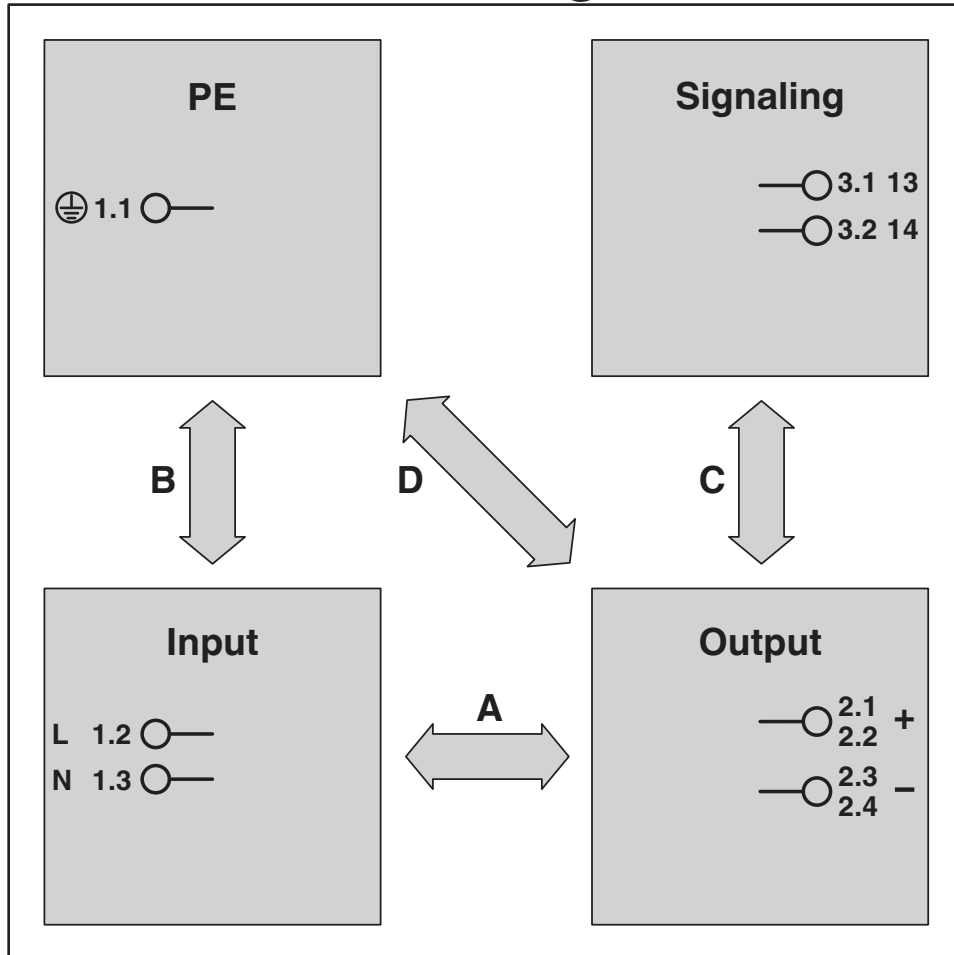 PE
1.1
Signaling
3.1 13
3.2 14
B
D
C
Input
L 1.2
N 1.3
A
Output
2.1
2.2 +
2.3
2.4 −